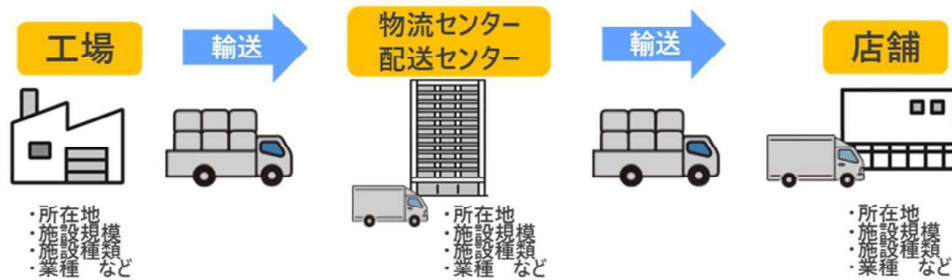 工場
輸送
物流センター
配送センター
輸送
店舗
・所在地
・施設規模
・施設種類
・業種　など
・所在地
・施設規模
・施設種類
・業種　など
・所在地
・施設規模
・施設種類
・業種　など